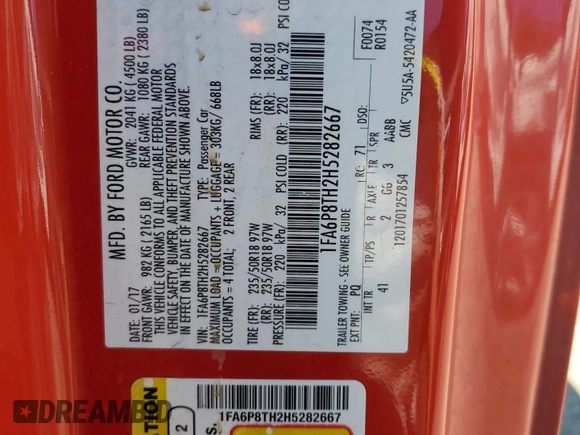 MFD. BY FORD MOTOR CO.
DATE: 01/17 GVWR: 2041 KG ( 4500 LB)
FRONT GAWR: 982 KG ( 2165 LB) REAR GAWR: 1080 KG ( 2380 LB)
THIS VEHICLE CONFORMS TO ALL APPLICABLE FEDERAL MOTOR
VEHICLE SAFETY, BUMPER, AND THEFT PREVENTION STANDARDS
IN EFFECT ON THE DATE OF MANUFACTURE SHOWN ABOVE.
VIN: 1FA6P8TH2H5282667 TYPE: Passenger Car
MAXIMUM LOAD =OCCUPANTS + LUGGAGE = 303KG/ 668LB
OCCUPANTS = 4 TOTAL; 2 FRONT, 2 REAR
TIRE (FR): 235/50R18 97W RIMS (FR): 18x8.0J
(RR): 235/50R18 97W (RR): 18x8.0J
PRESSURE (FR): 220 kPa/ 32 PSI COLD (RR): 220 kPa/ 32 PSI COLD
1FA6P8TH2H5282667
F0074
R0154
TRAILER TOWING - SEE OWNER GUIDE
EXT PNT: PQ RC: 71 DSO:
INT TR TP/PS R AXLE TR SPR
41 2 GG 3 AABB
1201701257854 CMC
▽5U5A-5420472-AA
ATION
2
s.
1FA6P8TH2H5282667
DREAMBID